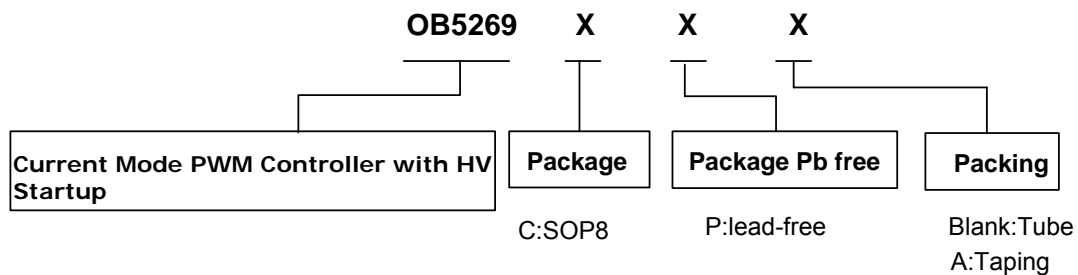 OB5269 X X X
Current Mode PWM Controller with HV
Startup
Package
Package Pb free
Packing
C:SOP8
P:lead-free
Blank:Tube
A:Taping